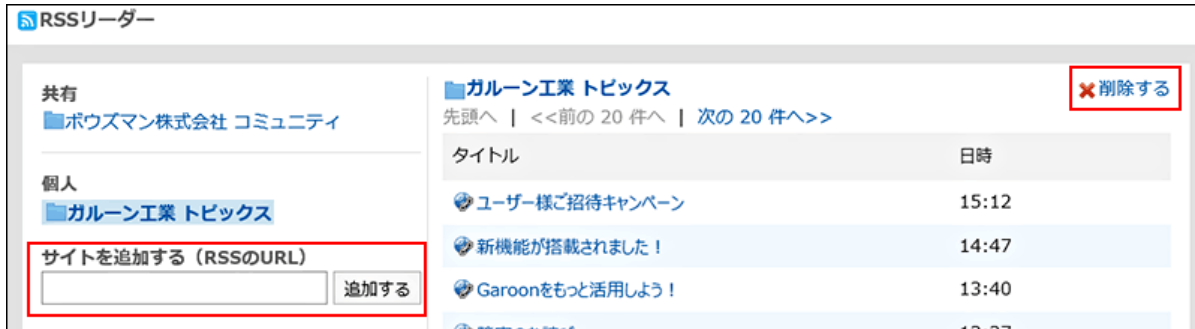 RSSリーダー
共有
ボウズマン株式会社 コミュニティ
個人
ガルーン工業 トピックス
サイトを追加する（RSSのURL）
追加する
ガルーン工業 トピックス
削除する
先頭へ | <<前の 20 件へ | 次の 20 件へ>>
タイトル 日時
ユーザー様ご招待キャンペーン 15:12
新機能が搭載されました！ 14:47
Garoonをもっと活用しよう！ 13:40